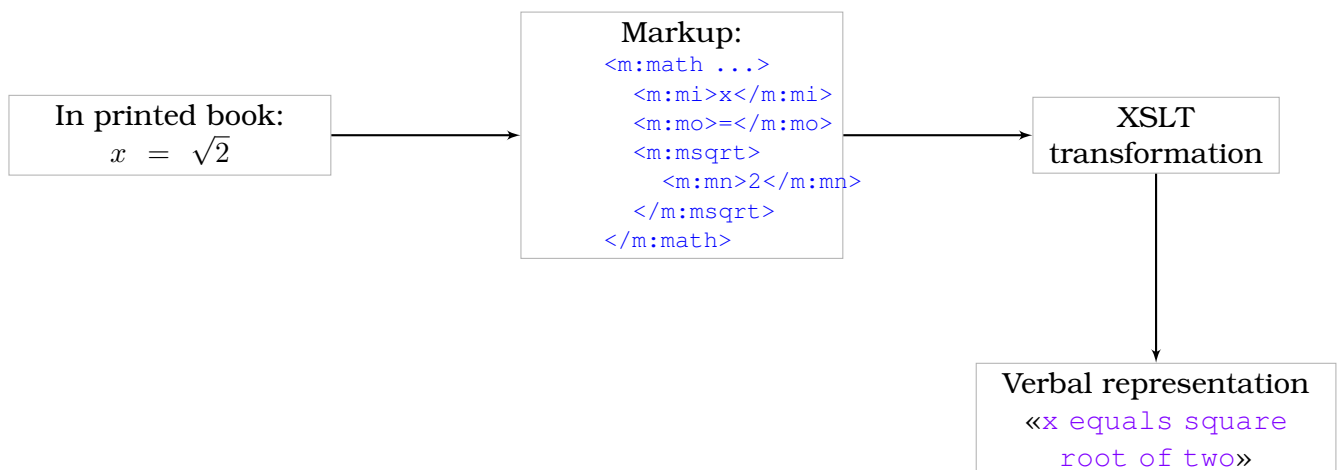 In printed book:
x = √2
Markup:
<m:math ...>
  <m:mi>x</m:mi>
  <m:mo>=</m:mo>
  <m:msqrt>
    <m:mn>2</m:mn>
  </m:msqrt>
</m:math>
XSLT
transformation
Verbal representation
«x equals square
root of two»